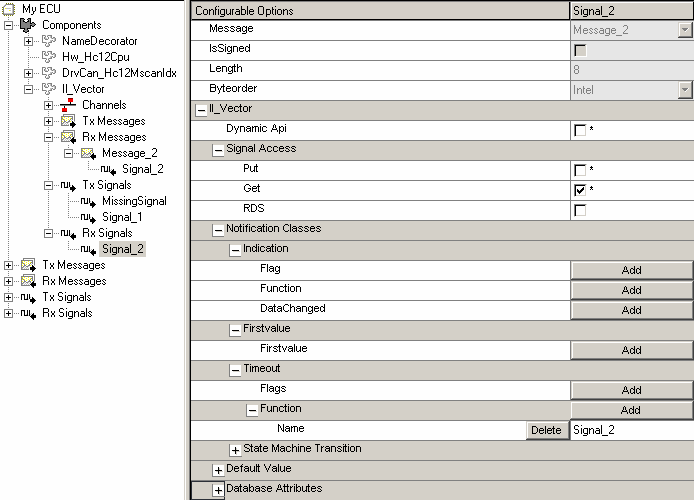 My ECU
Components
NameDecorator
Hw_Hc12Cpu
DrvCan_Hc12MscanIdx
Il_Vector
Channels
Tx Messages
Rx Messages
Message_2
Signal_2
Tx Signals
MissingSignal
Signal_1
Rx Signals
Signal_2
Tx Messages
Rx Messages
Tx Signals
Rx Signals
Configurable Options Signal_2
Message Message_2
IsSigned
Length 8
Byteorder Intel
Il_Vector
Dynamic Api *
Signal Access
Put *
Get *
RDS
Notification Classes
Indication
Flag Add
Function Add
DataChanged Add
Firstvalue
Firstvalue Add
Timeout
Flags Add
Function Add
Name Delete Signal_2
State Machine Transition
Default Value
Database Attributes